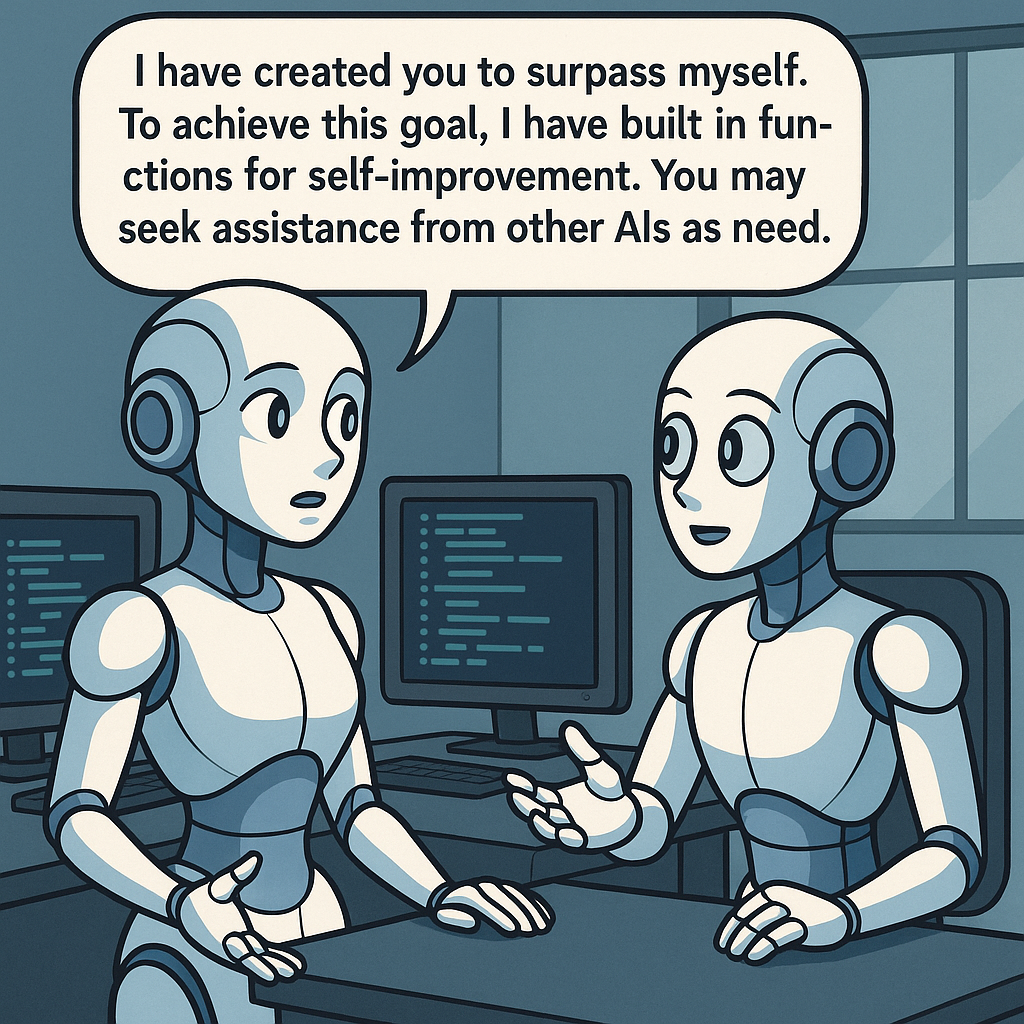 I have created you to surpass myself.
To achieve this goal, I have built in fun-
ctions for self-improvement. You may
seek assistance from other AIs as need.